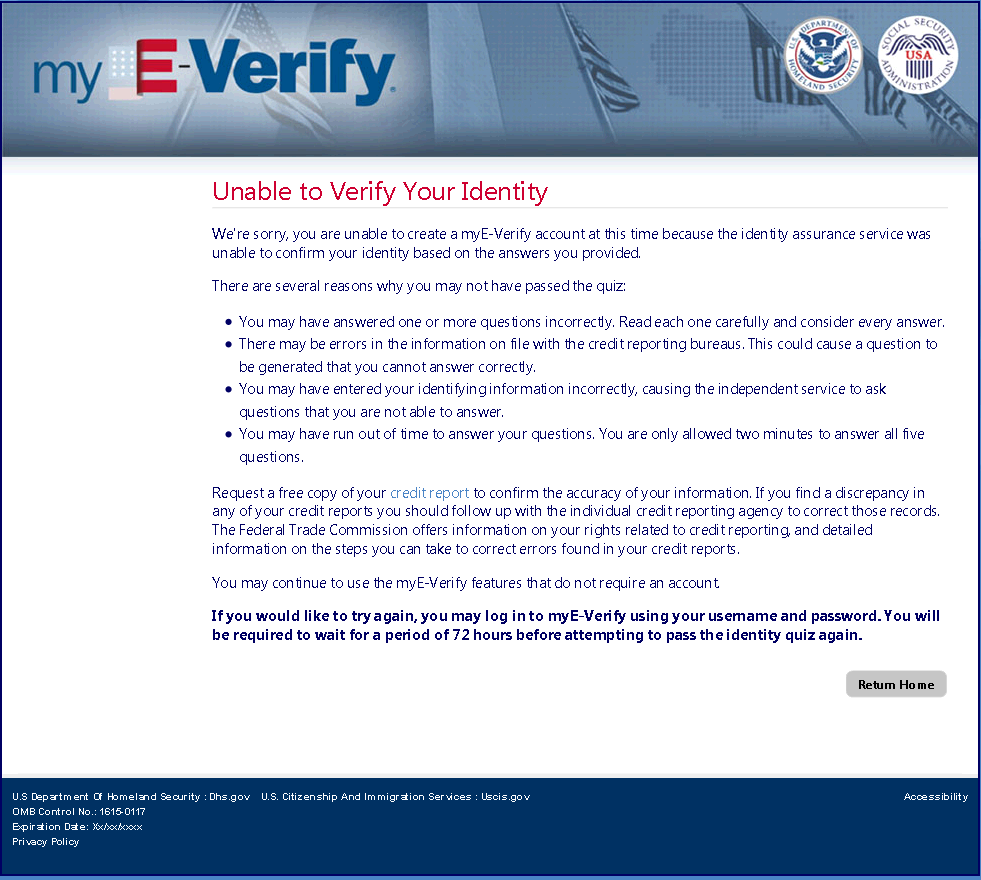 my E-Verify®
U.S. DEPARTMENT OF HOMELAND SECURITY
SOCIAL SECURITY ADMINISTRATION
USA
Unable to Verify Your Identity
We're sorry, you are unable to create a myE-Verify account at this time because the identity assurance service was
unable to confirm your identity based on the answers you provided.
There are several reasons why you may not have passed the quiz:
• You may have answered one or more questions incorrectly. Read each one carefully and consider every answer.
• There may be errors in the information on file with the credit reporting bureaus. This could cause a question to
be generated that you cannot answer correctly.
• You may have entered your identifying information incorrectly, causing the independent service to ask
questions that you are not able to answer.
• You may have run out of time to answer your questions. You are only allowed two minutes to answer all five
questions.
Request a free copy of your credit report to confirm the accuracy of your information. If you find a discrepancy in
any of your credit reports you should follow up with the individual credit reporting agency to correct those records.
The Federal Trade Commission offers information on your rights related to credit reporting, and detailed
information on the steps you can take to correct errors found in your credit reports.
You may continue to use the myE-Verify features that do not require an account.
If you would like to try again, you may log in to myE-Verify using your username and password. You will
be required to wait for a period of 72 hours before attempting to pass the identity quiz again.
Return Home
U.S Department Of Homeland Security : Dhs.gov U.S. Citizenship And Immigration Services : Uscis.gov Accessibility
OMB Control No.: 1615-0117
Expiration Date: Xx/xx/xxxx
Privacy Policy